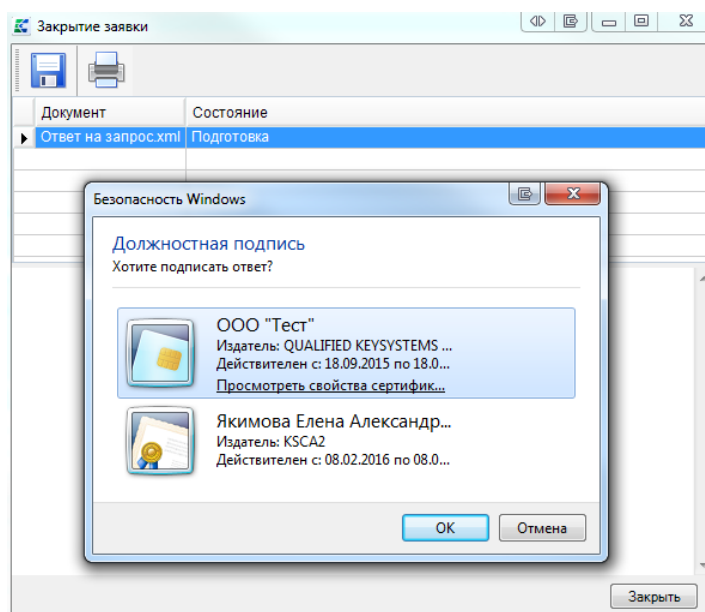 Закрытие заявки
Документ Состояние
Ответ на запрос.xml Подготовка
Безопасность Windows
Должностная подпись
Хотите подписать ответ?
ООО "Тест"
Издатель: QUALIFIED KEYSYSTEMS ...
Действителен с: 18.09.2015 по 18.0...
Просмотреть свойства сертифик...
Якимова Елена Александр...
Издатель: KSCA2
Действителен с: 08.02.2016 по 08.0...
ОК Отмена
Закрыть